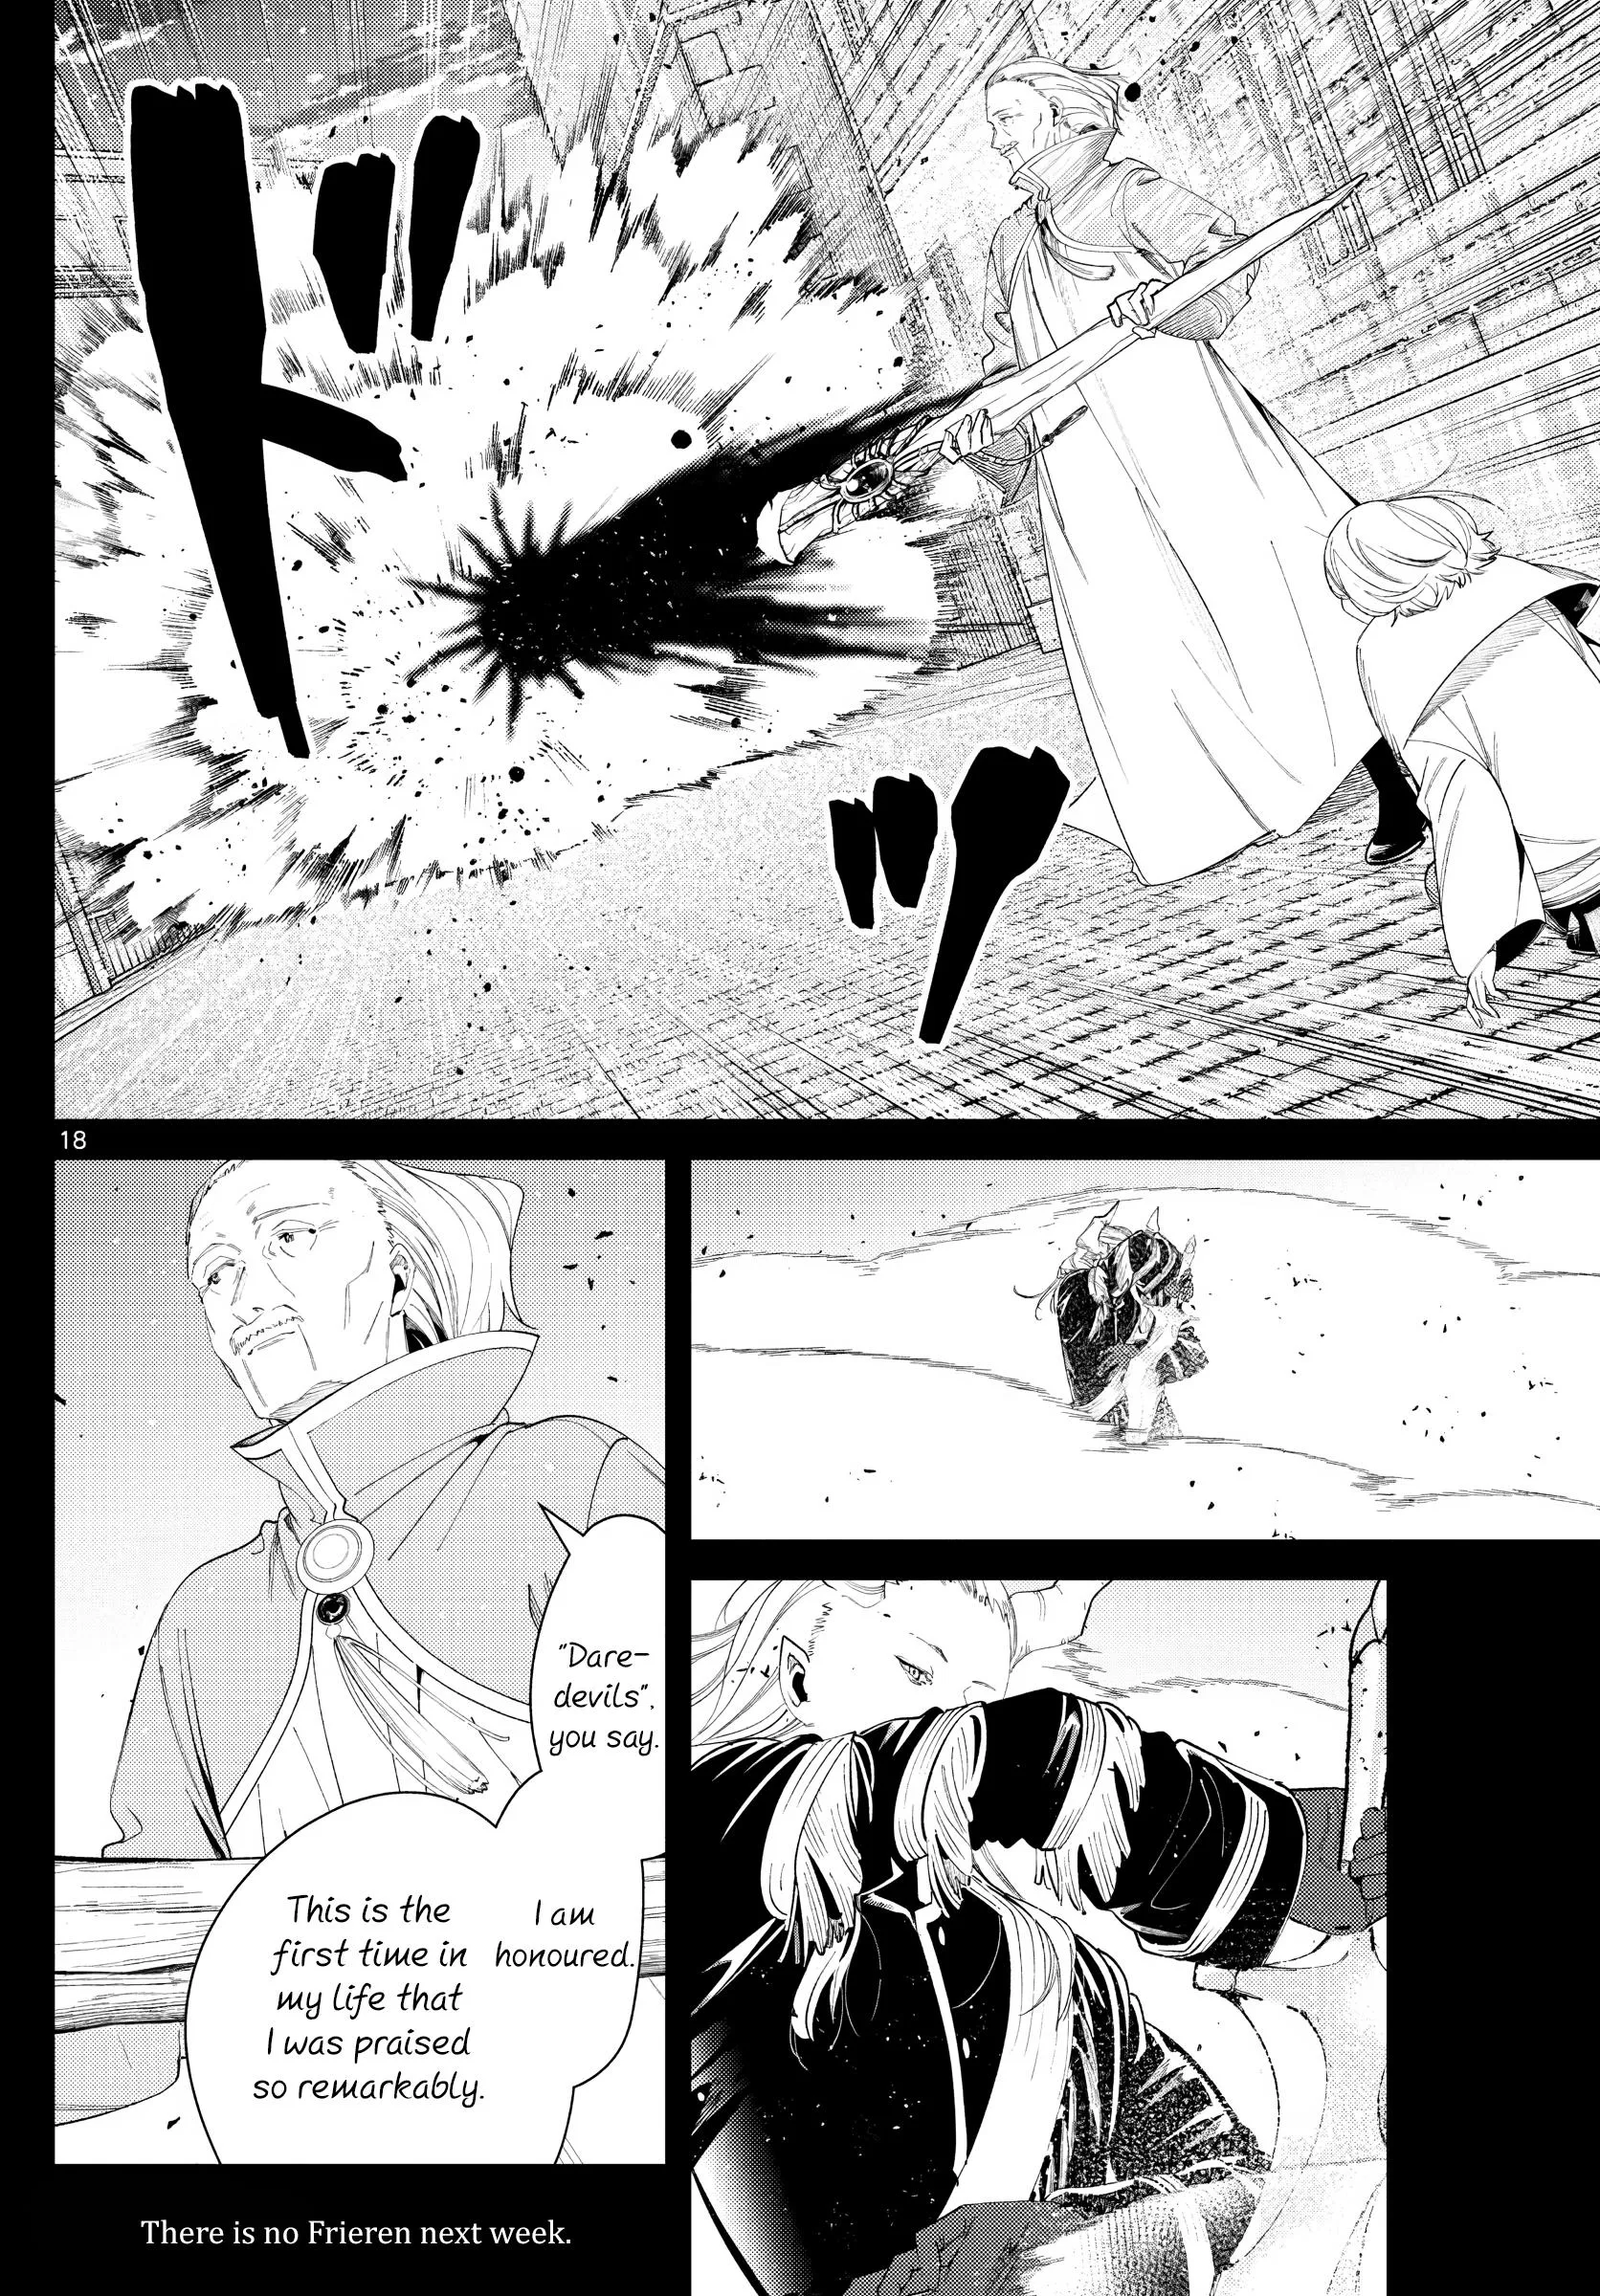 ドドッ
18
"Dare-
devils",
you say.
I am
honoured.
This is the
first time in
my life that
I was praised
so remarkably.
There is no Frieren next week.